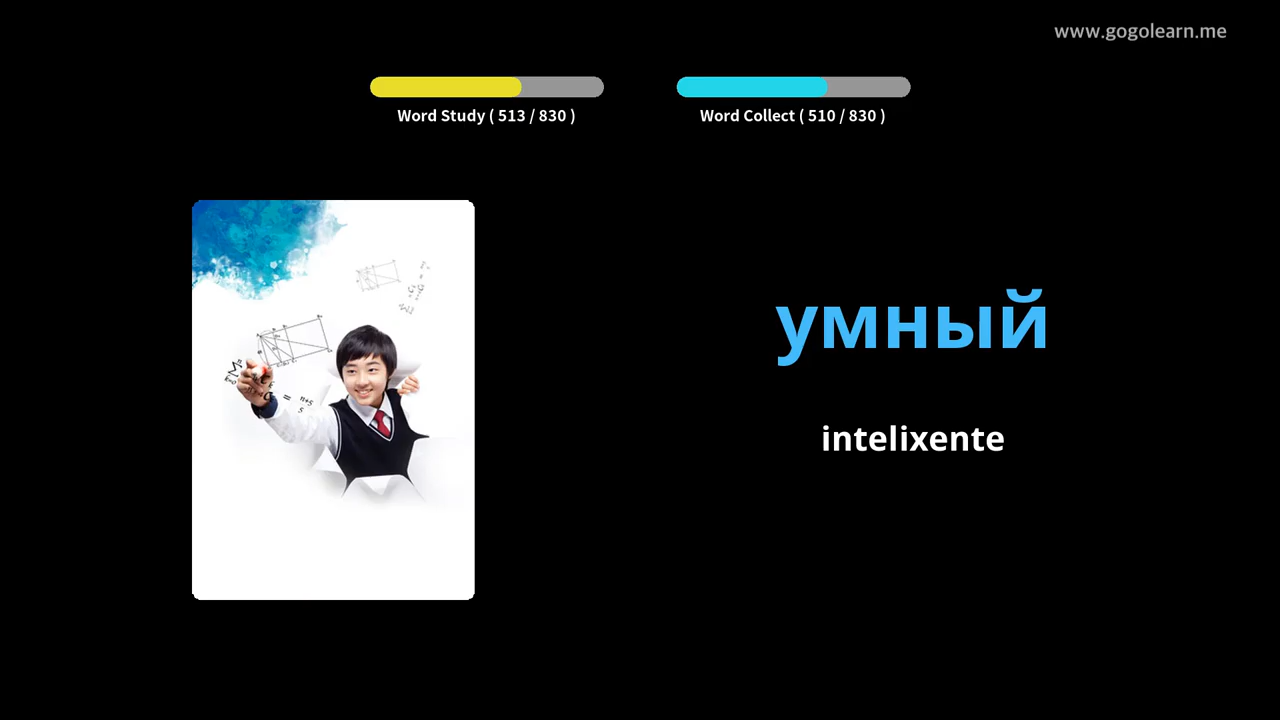 www.gogolearn.me
Word Study ( 513 / 830 )
Word Collect ( 510 / 830 )
умный
intelixente